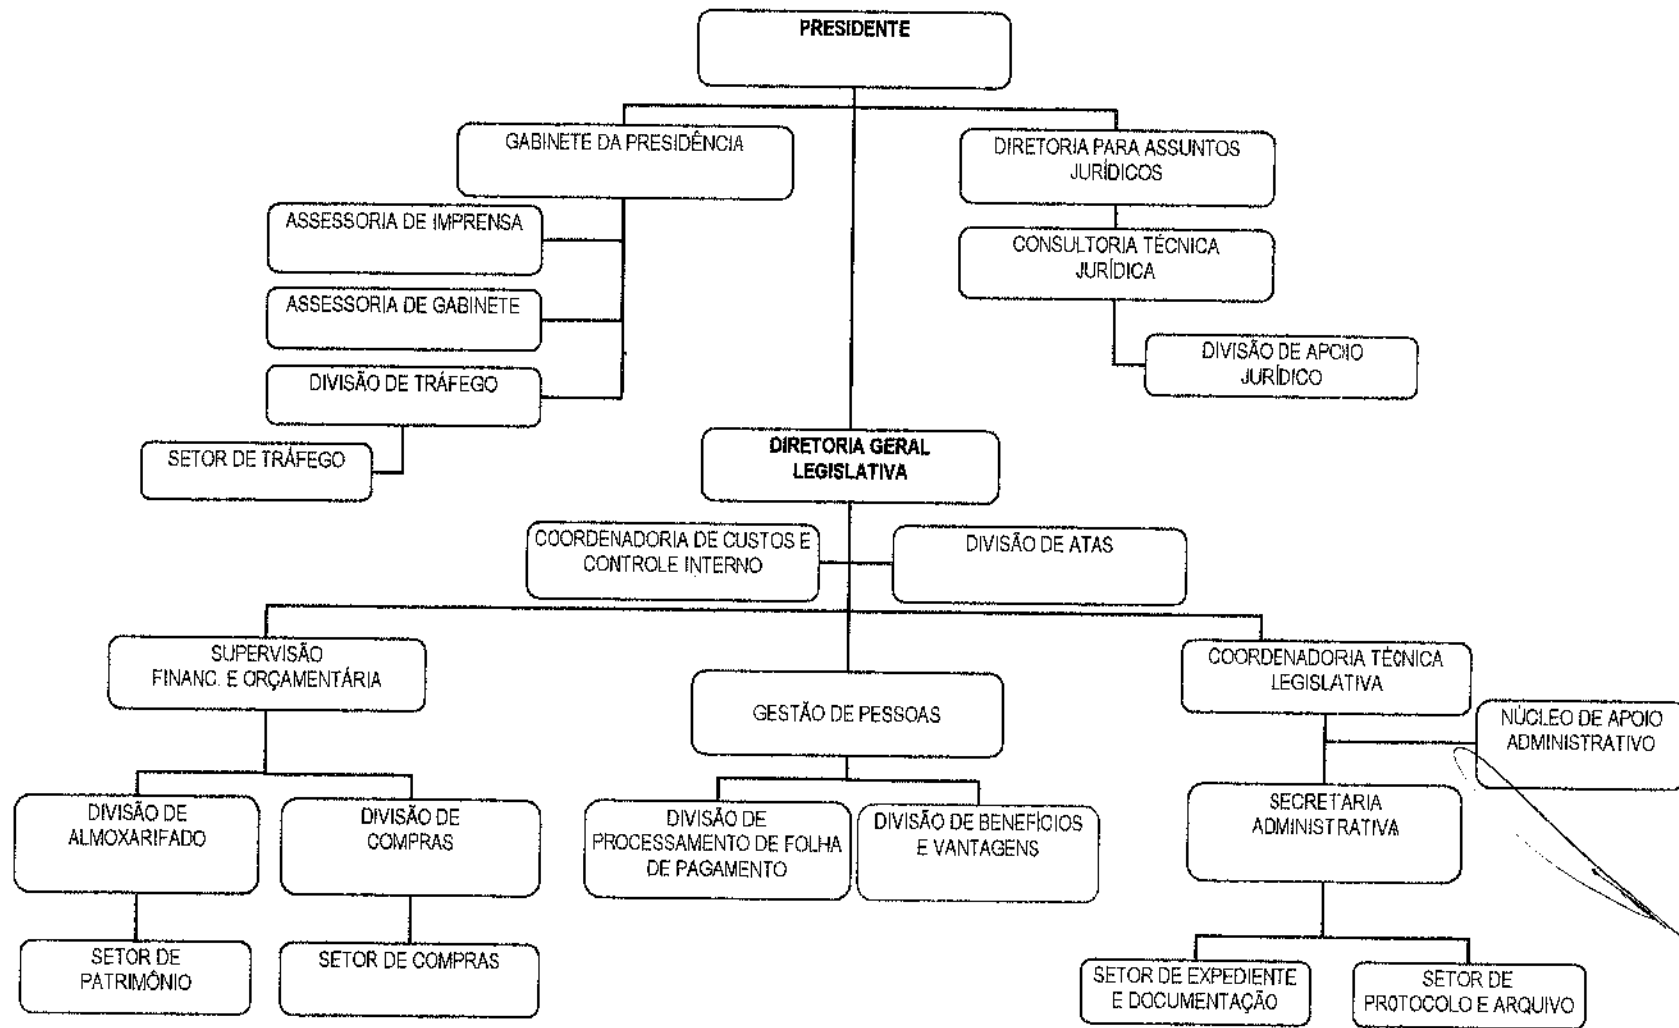 PRESIDENTE
GABINETE DA PRESIDÊNCIA
DIRETORIA PARA ASSUNTOS
JURÍDICOS
ASSESSORIA DE IMPRENSA
CONSULTORIA TÉCNICA
JURÍDICA
ASSESSORIA DE GABINETE
DIVISÃO DE APOIO
JURÍDICO
DIVISÃO DE TRÁFEGO
SETOR DE TRÁFEGO
DIRETORIA GERAL
LEGISLATIVA
COORDENADORIA DE CUSTOS E
CONTROLE INTERNO
DIVISÃO DE ATAS
SUPERVISÃO
FINANC. E ORÇAMENTÁRIA
GESTÃO DE PESSOAS
COORDENADORIA TÉCNICA
LEGISLATIVA
NÚCLEO DE APOIO
ADMINISTRATIVO
DIVISÃO DE
ALMOXARIFADO
DIVISÃO DE
COMPRAS
DIVISÃO DE
PROCESSAMENTO DE FOLHA
DE PAGAMENTO
DIVISÃO DE BENEFÍCIOS
E VANTAGENS
SECRETARIA
ADMINISTRATIVA
SETOR DE
PATRIMÔNIO
SETOR DE COMPRAS
SETOR DE EXPEDIENTE
E DOCUMENTAÇÃO
SETOR DE
PROTOCOLO E ARQUIVO